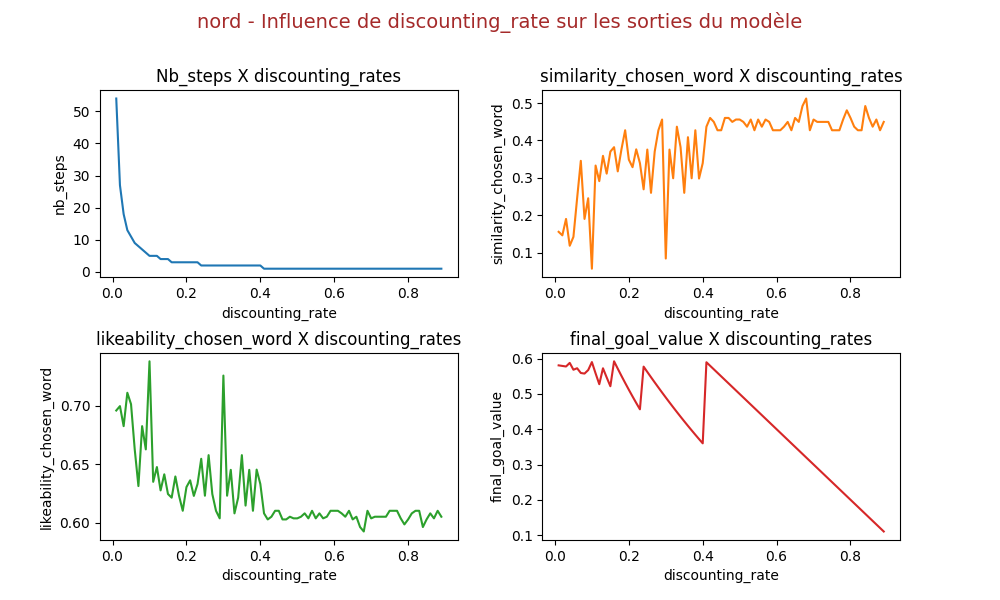 nord - Influence de discounting_rate sur les sorties du modèle
Nb_steps X discounting_rates
nb_steps
50
40
30
20
10
0
0.0 0.2 0.4 0.6 0.8
discounting_rate
similarity_chosen_word X discounting_rates
similarity_chosen_word
0.5
0.4
0.3
0.2
0.1
0.0 0.2 0.4 0.6 0.8
discounting_rate
likeability_chosen_word X discounting_rates
likeability_chosen_word
0.70
0.65
0.60
0.0 0.2 0.4 0.6 0.8
discounting_rate
final_goal_value X discounting_rates
final_goal_value
0.6
0.5
0.4
0.3
0.2
0.1
0.0 0.2 0.4 0.6 0.8
discounting_rate